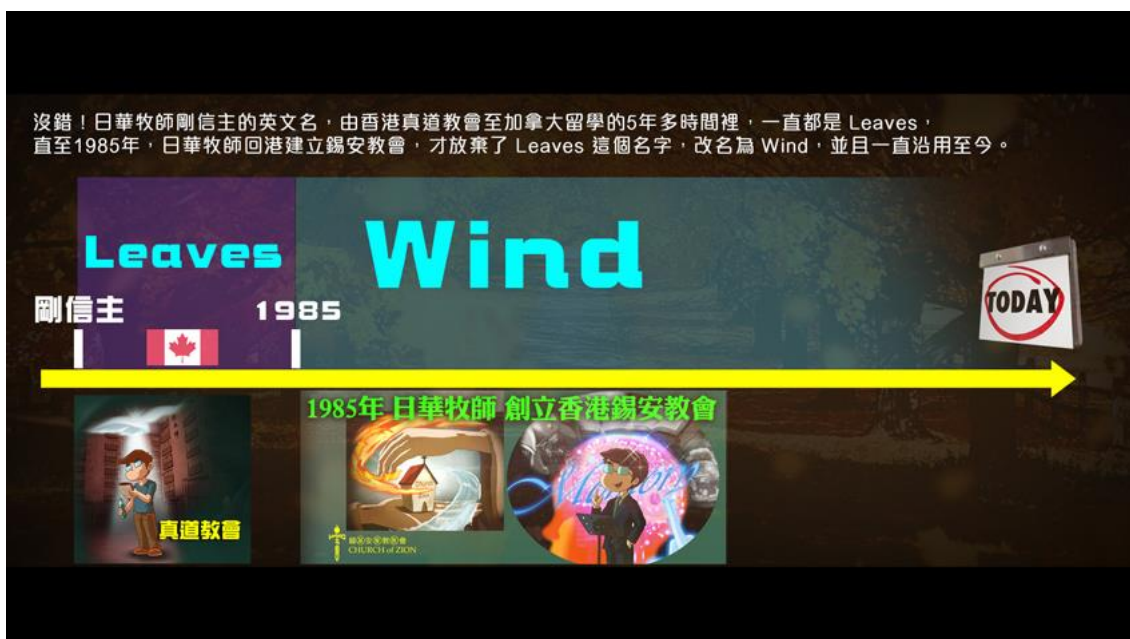 沒錯！日華牧師剛信主的英文名，由香港真道教會至加拿大留學的5年多時間裡，一直都是 Leaves，
直至1985年，日華牧師回港建立錫安教會，才放棄了 Leaves 這個名字，改名為 Wind，並且一直沿用至今。
Leaves
Wind
剛信主
1985
TODAY
1985年 日華牧師 創立香港錫安教會
真道教會
錫安教會
CHURCH of ZION